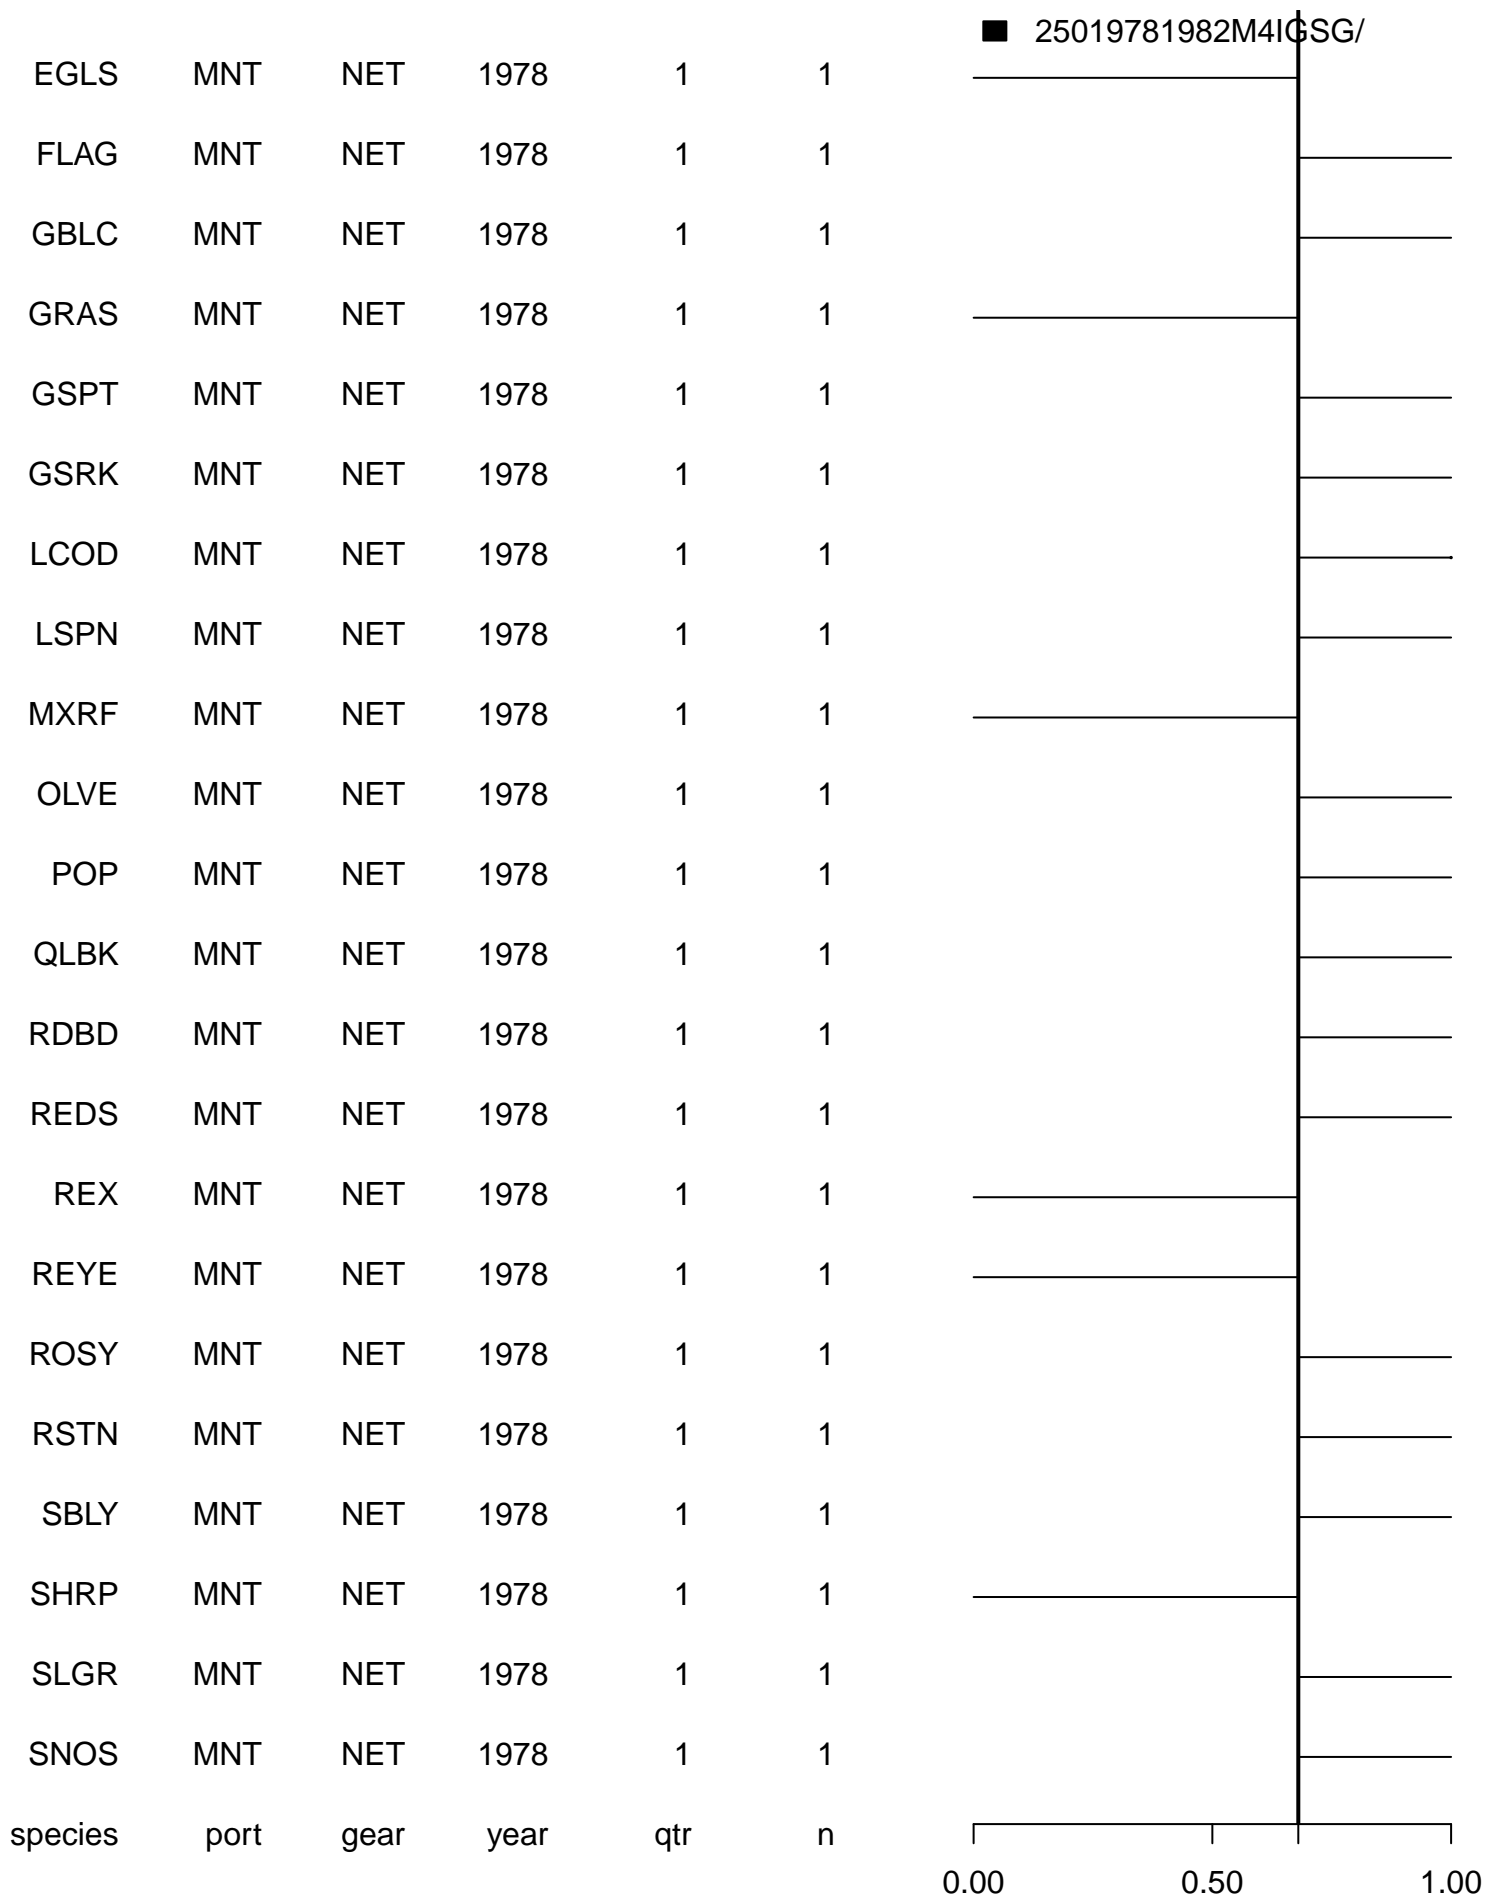 25019781982M4IGSG/
EGLS MNT NET 1978 1 1
FLAG MNT NET 1978 1 1
GBLC MNT NET 1978 1 1
GRAS MNT NET 1978 1 1
GSPT MNT NET 1978 1 1
GSRK MNT NET 1978 1 1
LCOD MNT NET 1978 1 1
LSPN MNT NET 1978 1 1
MXRF MNT NET 1978 1 1
OLVE MNT NET 1978 1 1
POP MNT NET 1978 1 1
QLBK MNT NET 1978 1 1
RDBD MNT NET 1978 1 1
REDS MNT NET 1978 1 1
REX MNT NET 1978 1 1
REYE MNT NET 1978 1 1
ROSY MNT NET 1978 1 1
RSTN MNT NET 1978 1 1
SBLY MNT NET 1978 1 1
SHRP MNT NET 1978 1 1
SLGR MNT NET 1978 1 1
SNOS MNT NET 1978 1 1
species port gear year qtr n
0.00 0.50 1.00